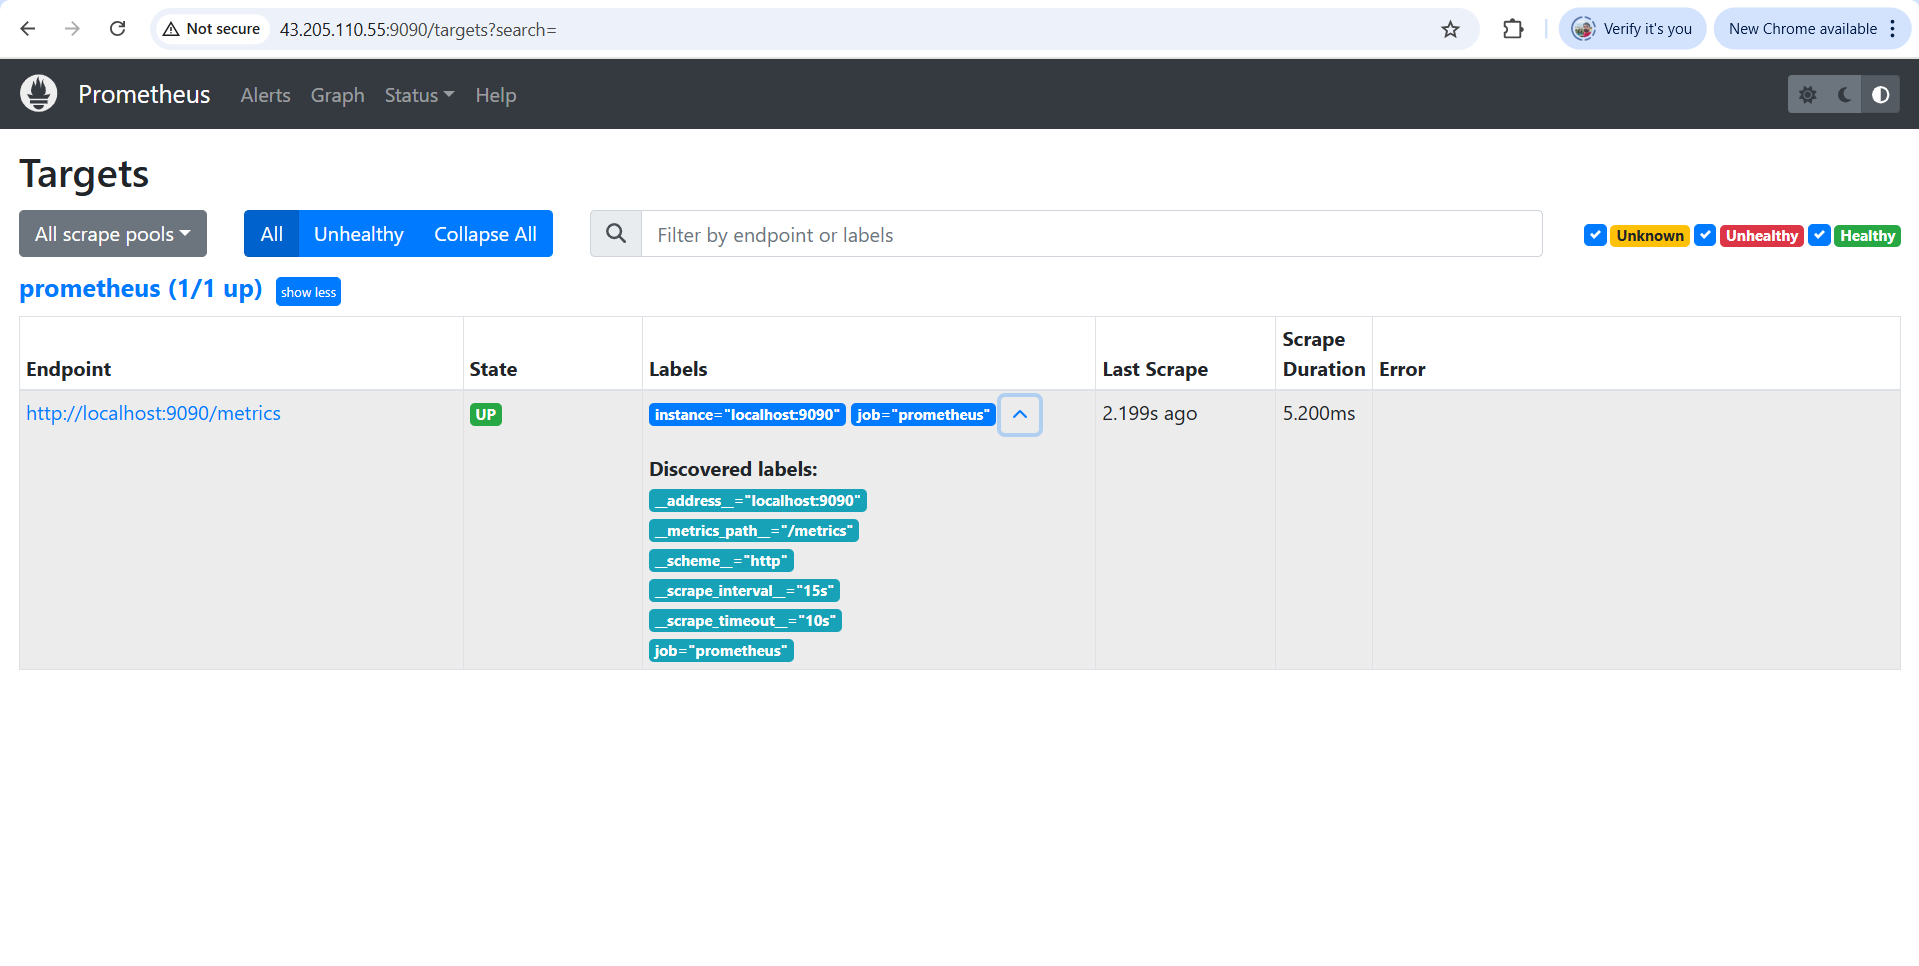 Not secure 43.205.110.55:9090/targets?search= Verify it's you New Chrome available
Prometheus Alerts Graph Status Help
Targets
All scrape pools All Unhealthy Collapse All Filter by endpoint or labels Unknown Unhealthy Healthy
prometheus (1/1 up) show less
Endpoint State Labels Last Scrape Scrape Duration Error
http://localhost:9090/metrics UP instance="localhost:9090" job="prometheus" 2.199s ago 5.200ms
Discovered labels:
__address__="localhost:9090"
__metrics_path__="/metrics"
__scheme__="http"
__scrape_interval__="15s"
__scrape_timeout__="10s"
job="prometheus"